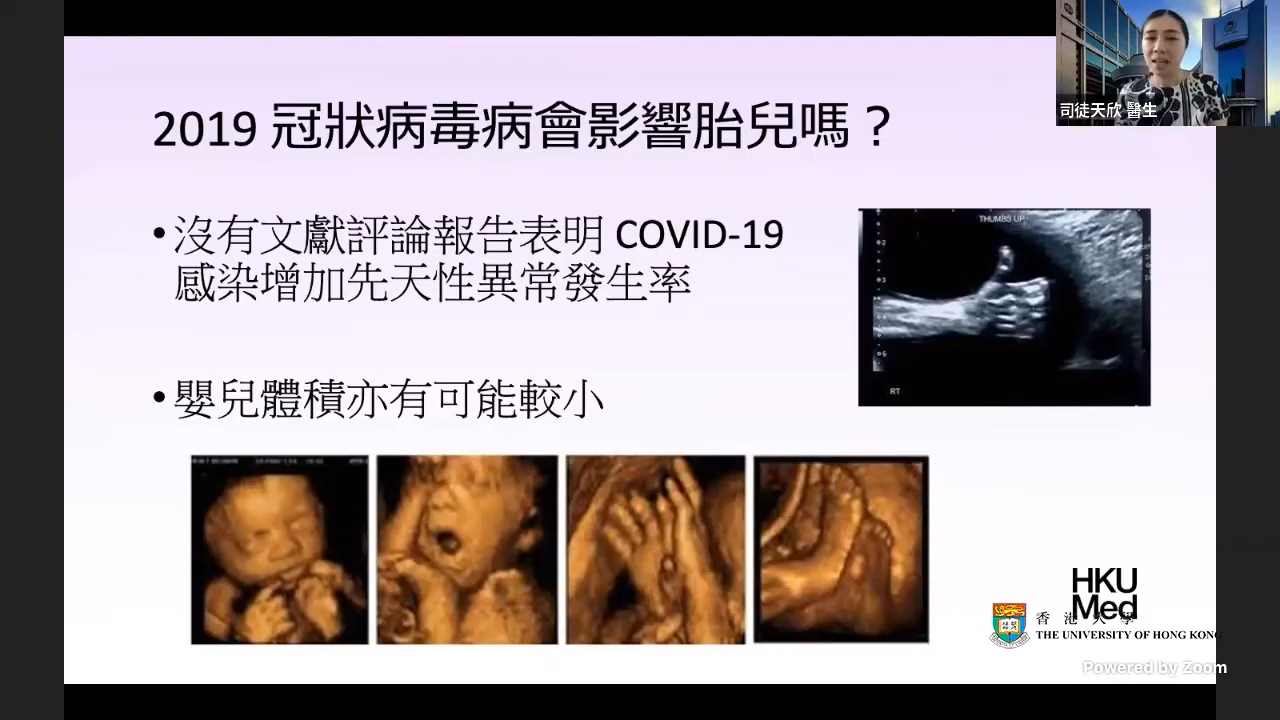 2019 冠狀病毒病會影響胎兒嗎？
司徒天欣 醫生
• 沒有文獻評論報告表明 COVID-19
感染增加先天性異常發生率
THUMBS UP
RT
• 嬰兒體積亦有可能較小
HKU
Med
香港大學
THE UNIVERSITY OF HONG KONG
Powered by Zoom